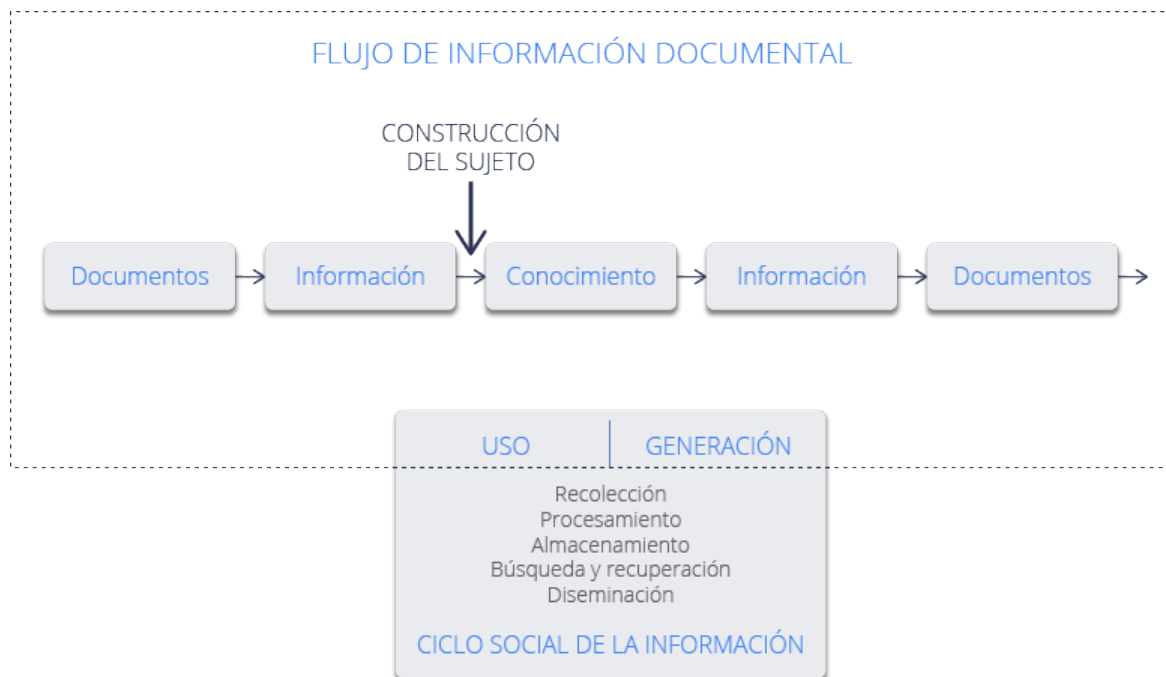 FLUJO DE INFORMACIÓN DOCUMENTAL
CONSTRUCCIÓN
DEL SUJETO
Documentos
Información
Conocimiento
Información
Documentos
USO
GENERACIÓN
Recolección
Procesamiento
Almacenamiento
Búsqueda y recuperación
Diseminación
CICLO SOCIAL DE LA INFORMACIÓN